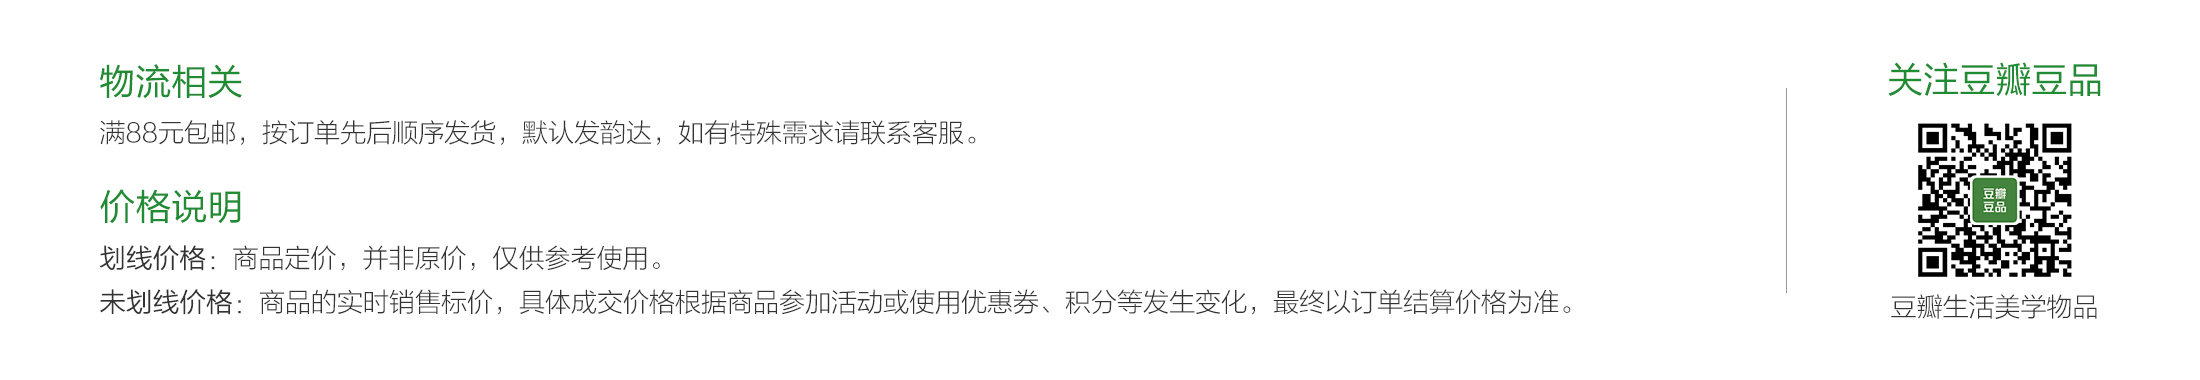 物流相关
满88元包邮，按订单先后顺序发货，默认发韵达，如有特殊需求请联系客服。
价格说明
划线价格：商品定价，并非原价，仅供参考使用。
未划线价格：商品的实时销售标价，具体成交价格根据商品参加活动或使用优惠券、积分等发生变化，最终以订单结算价格为准。
关注豆瓣豆品
豆瓣
豆品
豆瓣生活美学物品